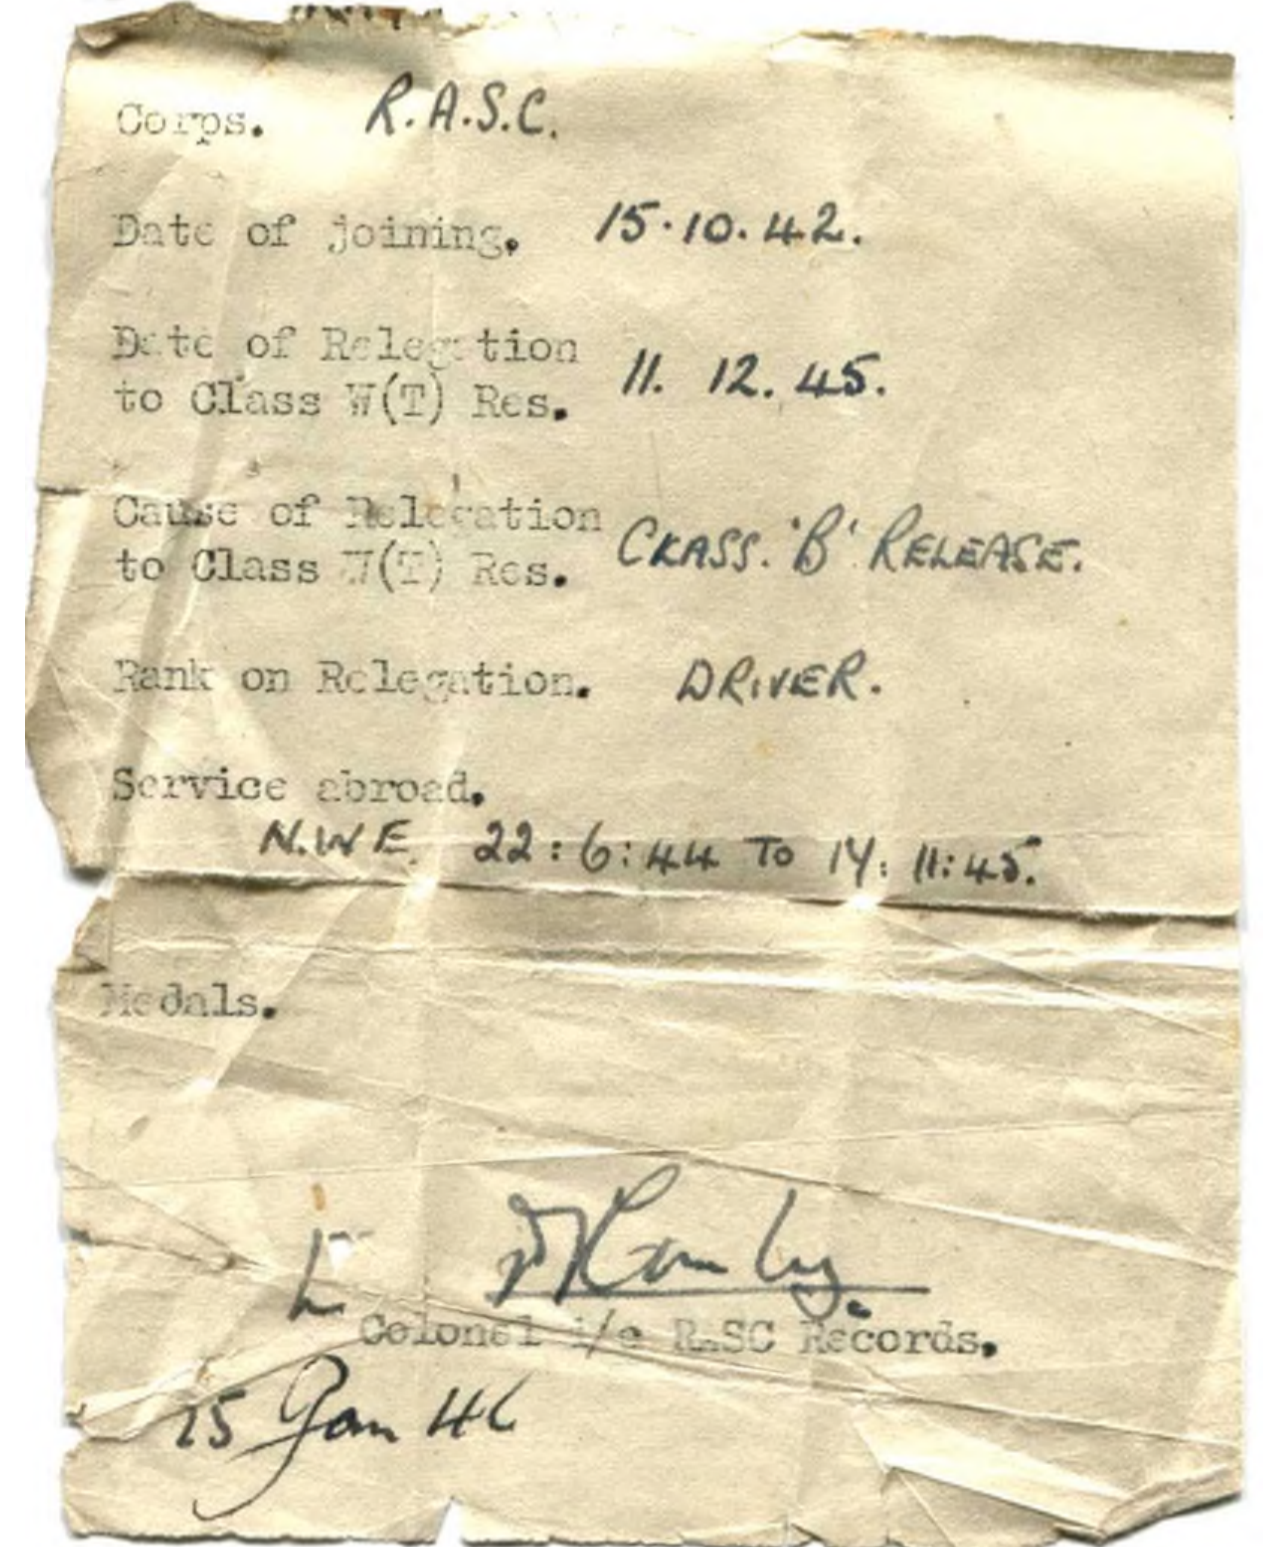 Corps. R.A.S.C.
Date of joining. 15.10.42.
Date of Relegation
to Class W(T) Res. 11. 12. 45.
Cause of Relegation
to Class W(T) Res. CLASS. 'B' RELEASE.
Rank on Relegation. DRIVER.
Service abroad.
N.W E. 22:6:44 TO 14: 11:45.
Medals.
Colonel i/c RASC Records.
15 Jan 46